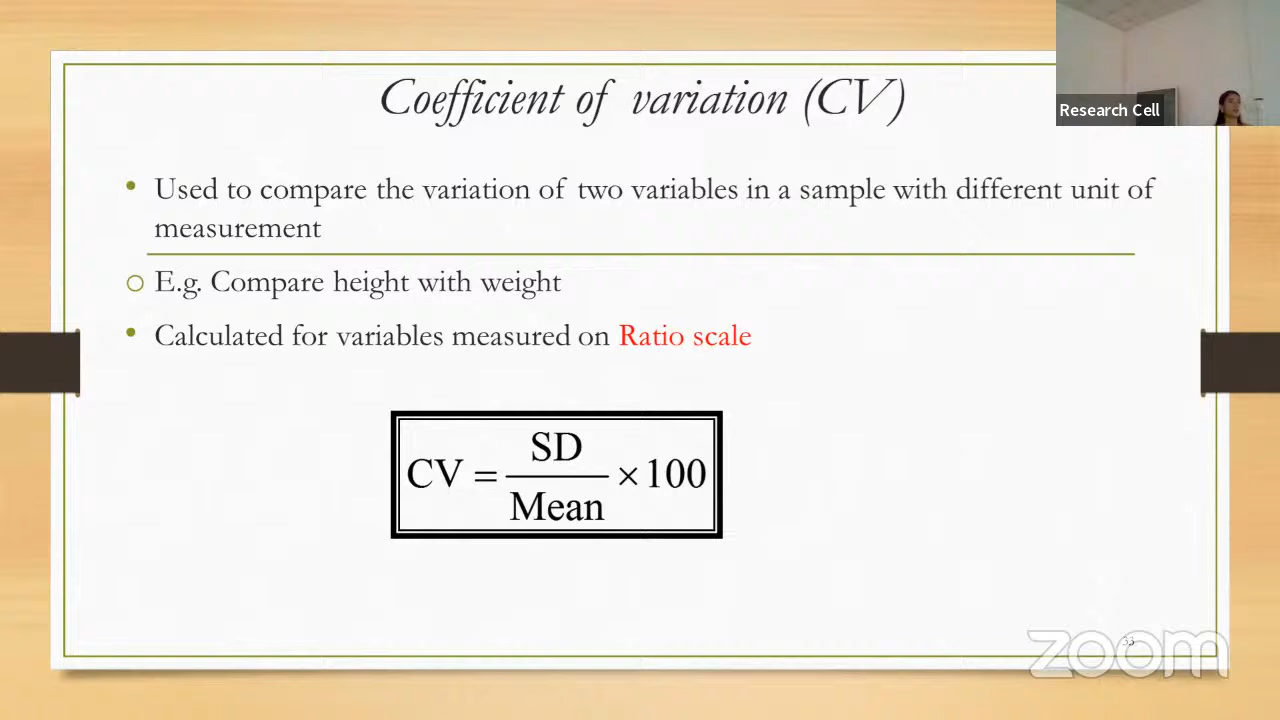 Coefficient of variation (CV)
Research Cell
• Used to compare the variation of two variables in a sample with different unit of
measurement
o E.g. Compare height with weight
• Calculated for variables measured on Ratio scale
CV = SD / Mean × 100
33
zoom